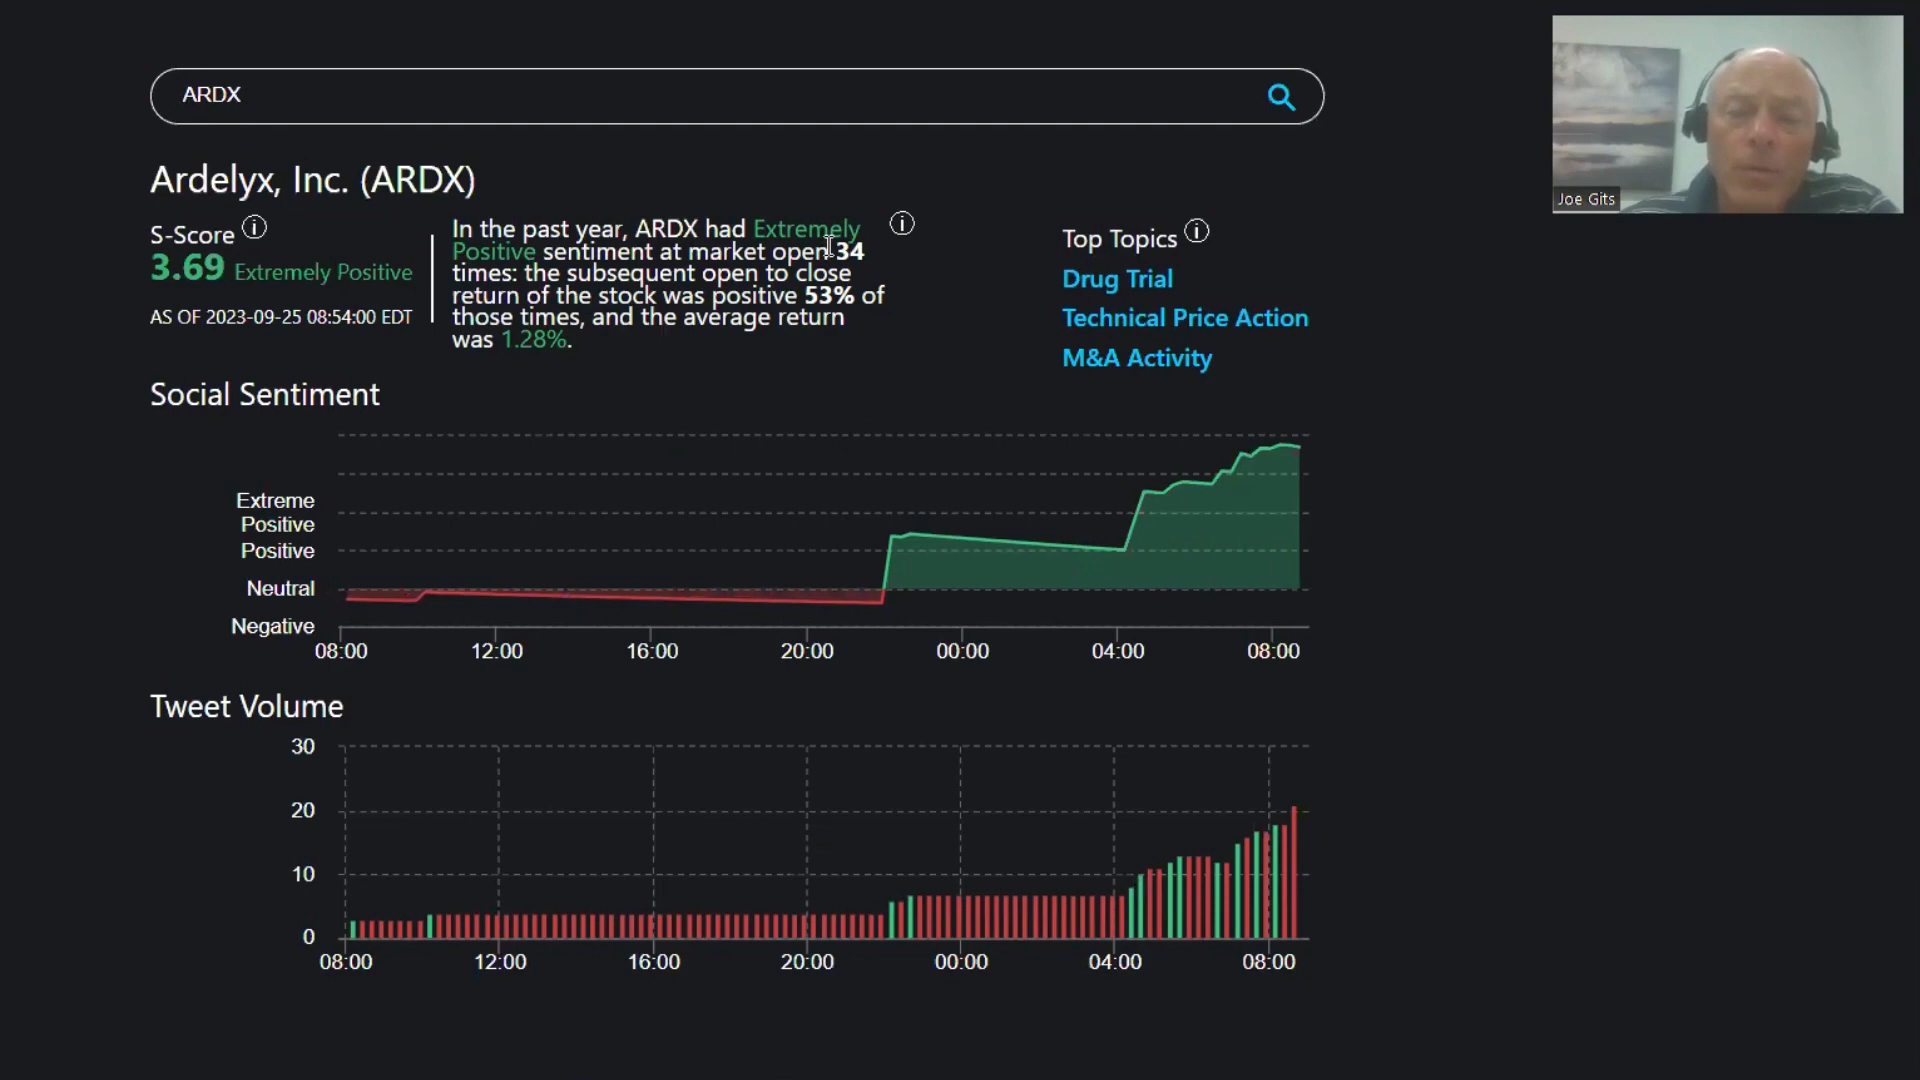 ARDX
Joe Gits
Ardelyx, Inc. (ARDX)
S-Score
3.69 Extremely Positive
AS OF 2023-09-25 08:54:00 EDT
In the past year, ARDX had Extremely
Positive sentiment at market open 34
times: the subsequent open to close
return of the stock was positive 53% of
those times, and the average return
was 1.28%.
Top Topics
Drug Trial
Technical Price Action
M&A Activity
Social Sentiment
Extreme
Positive
Positive
Neutral
Negative
08:00 12:00 16:00 20:00 00:00 04:00 08:00
Tweet Volume
30
20
10
0
08:00 12:00 16:00 20:00 00:00 04:00 08:00